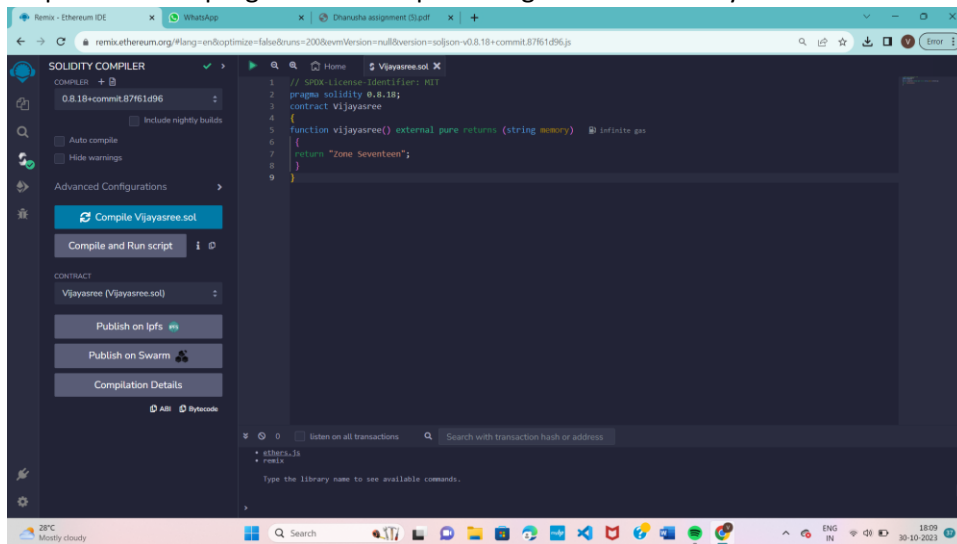 Remix - Ethereum IDE
WhatsApp
Dhanusha assignment (5).pdf
remix.ethereum.org/#lang=en&optimize=false&runs=200&evmVersion=null&version=soljson-v0.8.18+commit.87f61d96.js
Error
SOLIDITY COMPILER
COMPILER
0.8.18+commit.87f61d96
Include nightly builds
Auto compile
Hide warnings
Advanced Configurations
Compile Vijayasree.sol
Compile and Run script
CONTRACT
Vijayasree (Vijayasree.sol)
Publish on Ipfs
Publish on Swarm
Compilation Details
ABI Bytecode
Home Vijayasree.sol
1 // SPDX-License-Identifier: MIT
2 pragma solidity 0.8.18;
3 contract Vijayasree
4 {
5 function vijayasree() external pure returns (string memory) infinite gas
6 {
7 return "Zone Seventeen";
8 }
9 }
0 listen on all transactions Search with transaction hash or address
• ethers.js
• remix
Type the library name to see available commands.
>
28°C
Mostly cloudy
Search
ENG
IN
18:09
30-10-2023